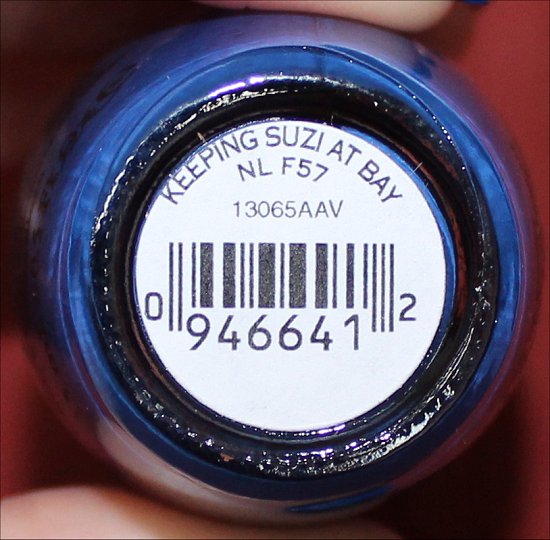 KEEPING SUZI AT BAY
NL F57
13065AAV
0 946641 2